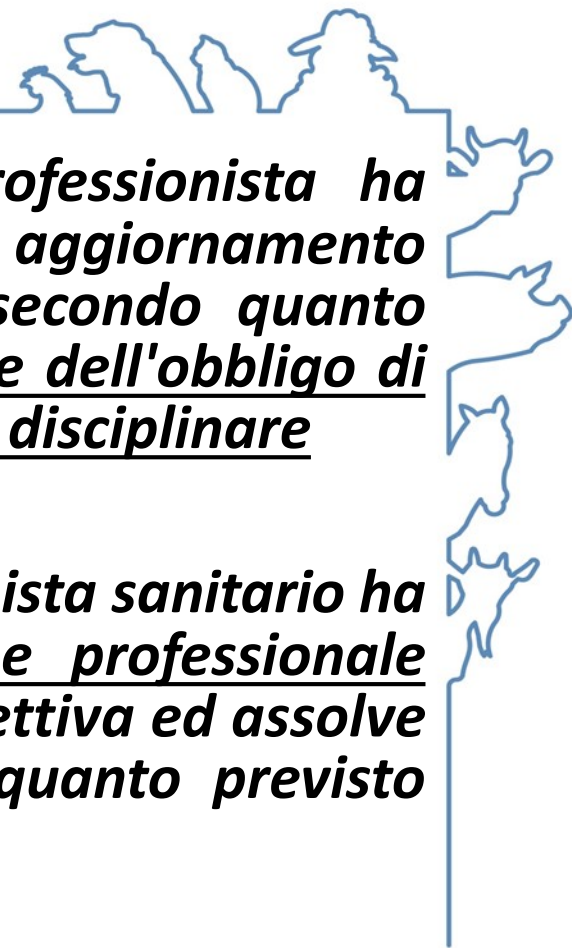 rofessionista ha
aggiornamento
secondo quanto
e dell'obbligo di
disciplinare
ista sanitario ha
e professionale
ettiva ed assolve
quanto previsto